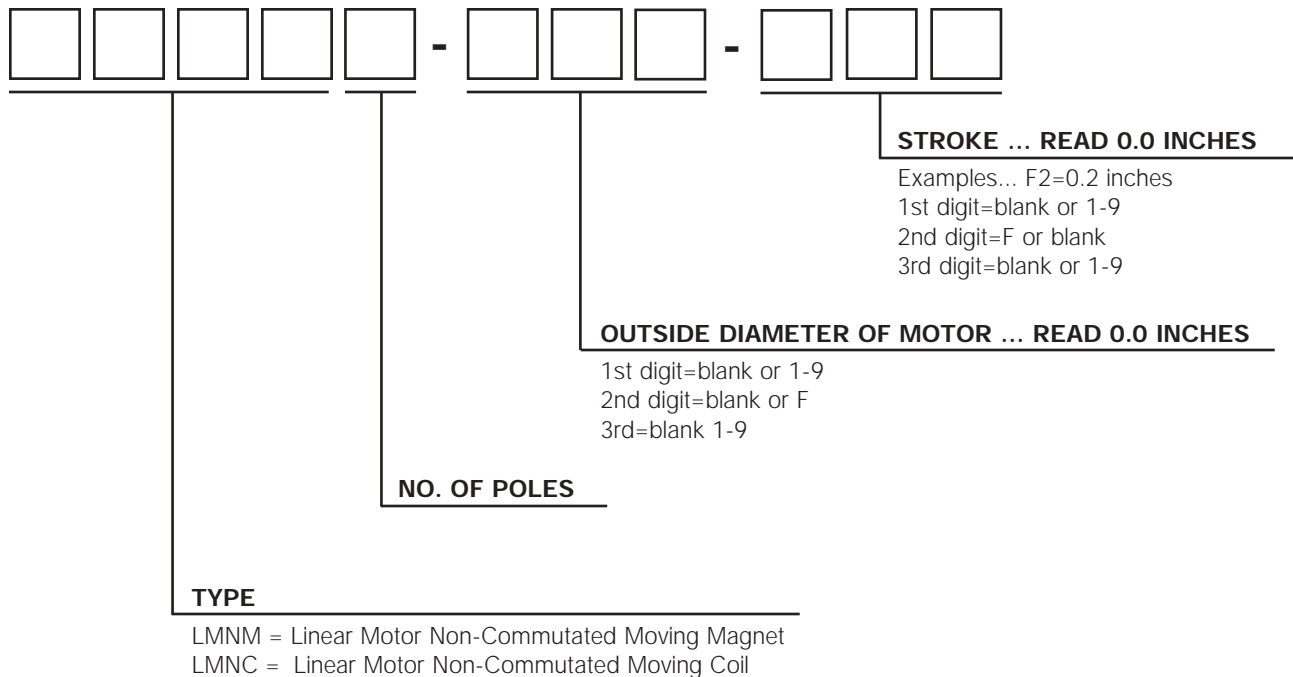 - -
STROKE ... READ 0.0 INCHES
Examples... F2=0.2 inches
1st digit=blank or 1-9
2nd digit=F or blank
3rd digit=blank or 1-9
OUTSIDE DIAMETER OF MOTOR ... READ 0.0 INCHES
1st digit=blank or 1-9
2nd digit=blank or F
3rd=blank 1-9
NO. OF POLES
TYPE
LMNM = Linear Motor Non-Commutated Moving Magnet
LMNC = Linear Motor Non-Commutated Moving Coil